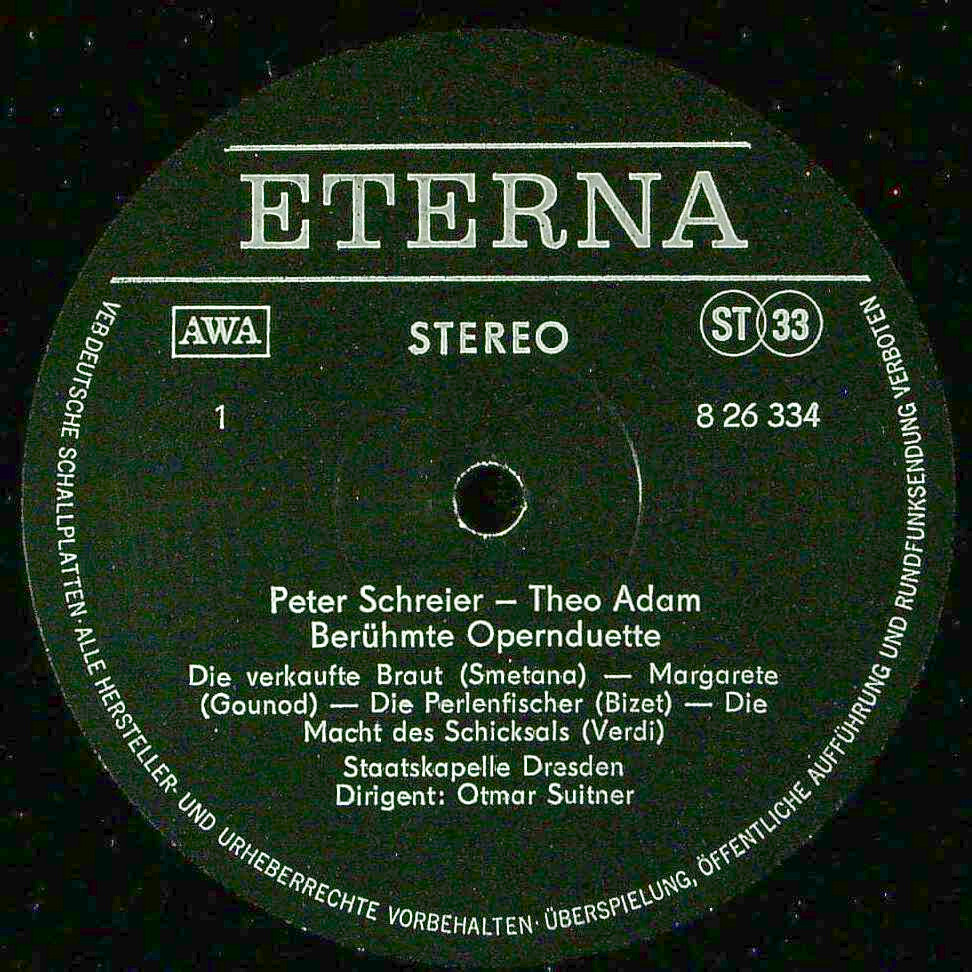 ETERNA
AWA
STEREO
ST 33
1
8 26 334
Peter Schreier – Theo Adam
Berühmte Opernduette
Die verkaufte Braut (Smetana) — Margarete
(Gounod) — Die Perlenfischer (Bizet) — Die
Macht des Schicksals (Verdi)
Staatskapelle Dresden
Dirigent: Otmar Suitner
VEB DEUTSCHE SCHALLPLATTEN · ALLE HERSTELLER- UND URHEBERRECHTE VORBEHALTEN · ÜBERSPIELUNG, ÖFFENTLICHE AUFFÜHRUNG UND RUNDFUNKSENDUNG VERBOTEN